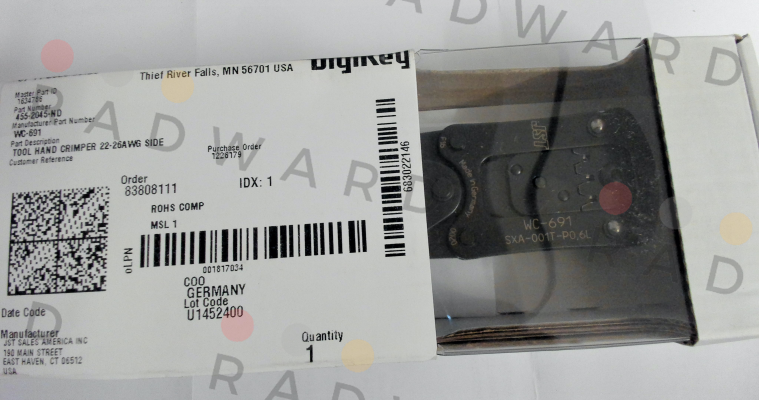 DigiKey
Thief River Falls, MN 56701 USA
Master Part ID
Part Number
455-2045-ND
Manufacturer Part Number
WC-691
Part Description
TOOL HAND CRIMPER 22-26AWG SIDE
Customer Reference
Purchase Order
1226179
Order
83808111
IDX: 1
ROHS COMP
MSL 1
oLPN
001817034
683022146
COO
GERMANY
Lot Code
U1452400
Date Code
Manufacturer
JST SALES AMERICA INC
190 MAIN STREET
EAST HAVEN, CT 06512
USA
Quantity
1
JST
WC-691
SXA-001T-P0.6L
RADWARD
RADWARD
RADWARD